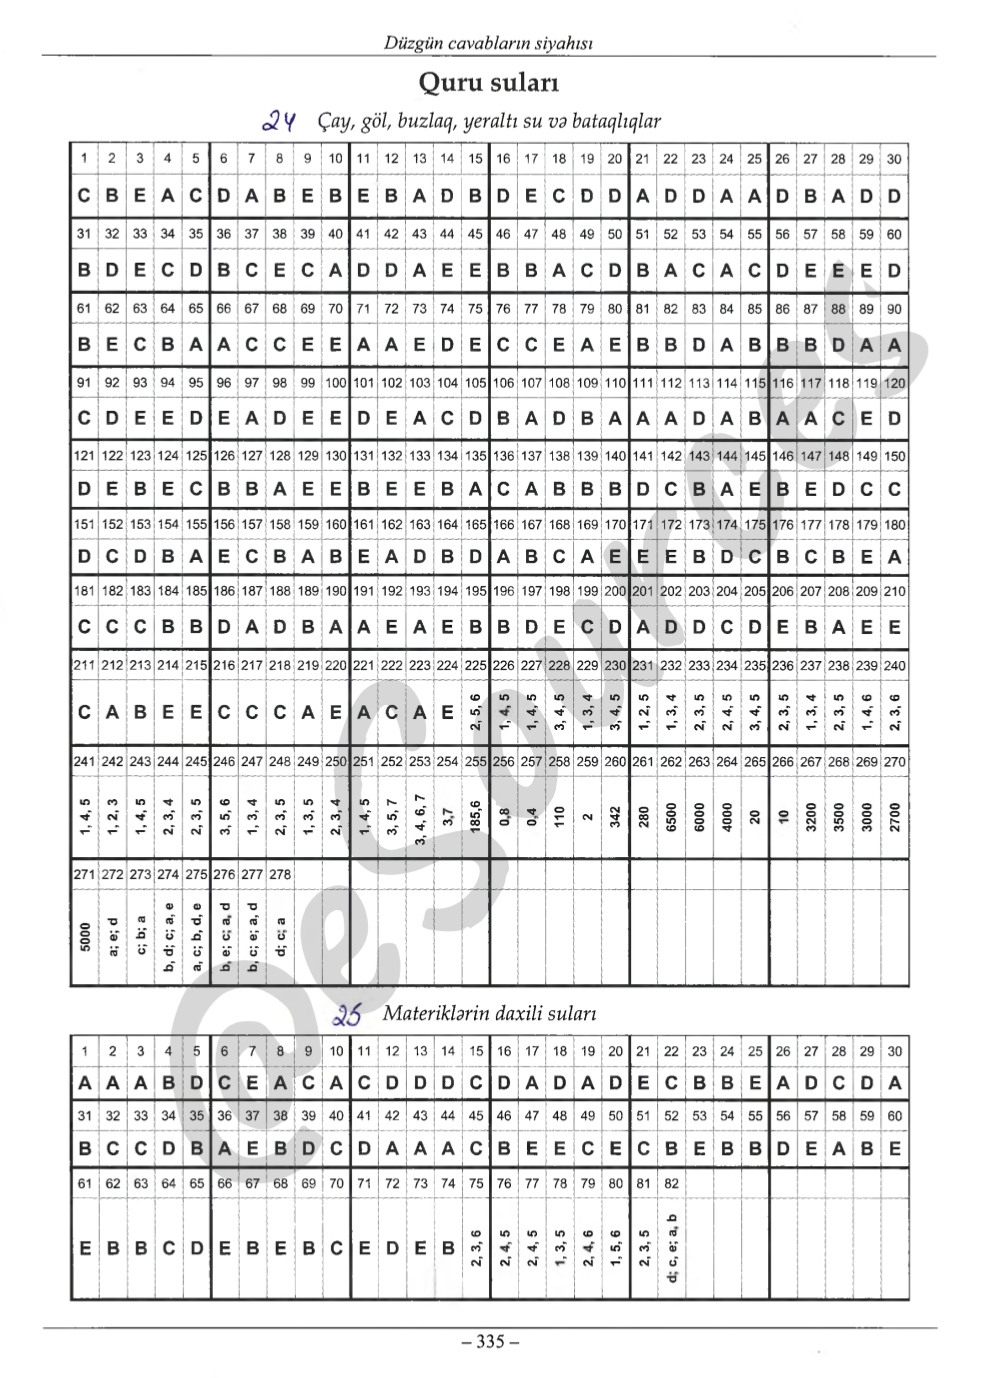 Düzgün cavabların siyahısı
Quru suları
24 Çay, göl, buzlaq, yeraltı su və bataqlıqlar
1 2 3 4 5 6 7 8 9 10 11 12 13 14 15 16 17 18 19 20 21 22 23 24 25 26 27 28 29 30
C B E A C D A B E B E B A D B D E C D D A D D A A D B A D D
31 32 33 34 35 36 37 38 39 40 41 42 43 44 45 46 47 48 49 50 51 52 53 54 55 56 57 58 59 60
B D E C D B C E C A D D A E E B B A C D B A C A C D E E E D
61 62 63 64 65 66 67 68 69 70 71 72 73 74 75 76 77 78 79 80 81 82 83 84 85 86 87 88 89 90
B E C B A A C C E E A A E D E C C E A E B B D A B B B D A A
91 92 93 94 95 96 97 98 99 100 101 102 103 104 105 106 107 108 109 110 111 112 113 114 115 116 117 118 119 120
C D E E D E A D E E D E A C D B A D B A A A D A B A A C E D
121 122 123 124 125 126 127 128 129 130 131 132 133 134 135 136 137 138 139 140 141 142 143 144 145 146 147 148 149 150
D E B E C B B A E E B E E B A C A B B B D C B A E B E D C C
151 152 153 154 155 156 157 158 159 160 161 162 163 164 165 166 167 168 169 170 171 172 173 174 175 176 177 178 179 180
D C D B A E C B A B E A D B D A B C A E E E B D C B C B E A
181 182 183 184 185 186 187 188 189 190 191 192 193 194 195 196 197 198 199 200 201 202 203 204 205 206 207 208 209 210
C C C B B D A D B A A E A E B B D E C D A D D C D E B A E E
211 212 213 214 215 216 217 218 219 220 221 222 223 224 225 226 227 228 229 230 231 232 233 234 235 236 237 238 239 240
C A B E E C C C A E A C A E 2, 5, 6 1, 4, 5 1, 4, 5 3, 4, 5 1, 3, 4 3, 4, 5 1, 2, 5 1, 3, 4 2, 3, 5 2, 4, 5 3, 4, 5 2, 3, 5 1, 3, 4 2, 3, 5 1, 4, 6 2, 3, 6
241 242 243 244 245 246 247 248 249 250 251 252 253 254 255 256 257 258 259 260 261 262 263 264 265 266 267 268 269 270
1, 4, 5 1, 2, 3 1, 4, 5 2, 3, 4 2, 3, 5 3, 5, 6 1, 3, 4 2, 3, 5 1, 3, 5 2, 3, 4 1, 4, 5 3, 5, 7 3, 4, 6, 7 3,7 185,6 0,8 0,4 110 2 342 280 6500 6000 4000 20 10 3200 3500 3000 2700
271 272 273 274 275 276 277 278
5000 a; e; d c; b; a b, d; c; a, e a, c; b, d, e b, e; c; a, d b, c; e; a, d d; c; a
25 Materiklərin daxili suları
1 2 3 4 5 6 7 8 9 10 11 12 13 14 15 16 17 18 19 20 21 22 23 24 25 26 27 28 29 30
A A A B D C E A C A C D D D C D A D A D E C B B E A D C D A
31 32 33 34 35 36 37 38 39 40 41 42 43 44 45 46 47 48 49 50 51 52 53 54 55 56 57 58 59 60
B C C D B A E B D C D A A A C B E E C E C B E B B D E A B E
61 62 63 64 65 66 67 68 69 70 71 72 73 74 75 76 77 78 79 80 81 82
E B B C D E B E B C E D E B 2, 3, 6 2, 4, 5 2, 4, 5 1, 3, 5 2, 4, 6 1, 5, 6 2, 3, 5 d; c, e; a, b
– 335 –
@eSources